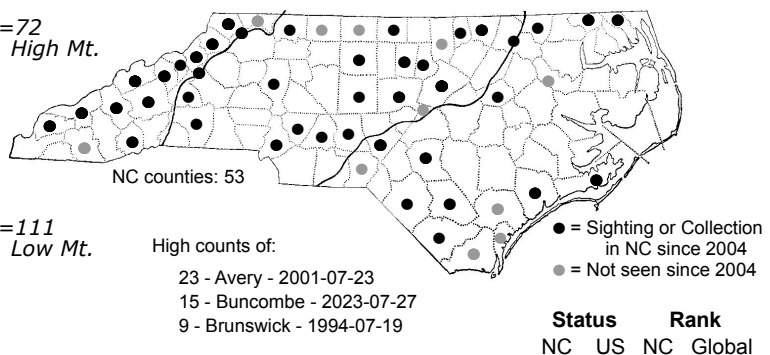 =72
High Mt.
NC counties: 53
=111
Low Mt.
High counts of:
23 - Avery - 2001-07-23
15 - Buncombe - 2023-07-27
9 - Brunswick - 1994-07-19
● = Sighting or Collection
in NC since 2004
● = Not seen since 2004
Status Rank
NC US NC Global